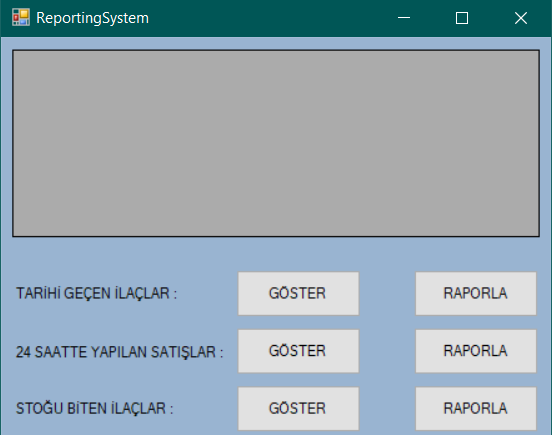 ReportingSystem
TARİHİ GEÇEN İLAÇLAR : GÖSTER RAPORLA
24 SAATTE YAPILAN SATIŞLAR : GÖSTER RAPORLA
STOĞU BİTEN İLAÇLAR : GÖSTER RAPORLA